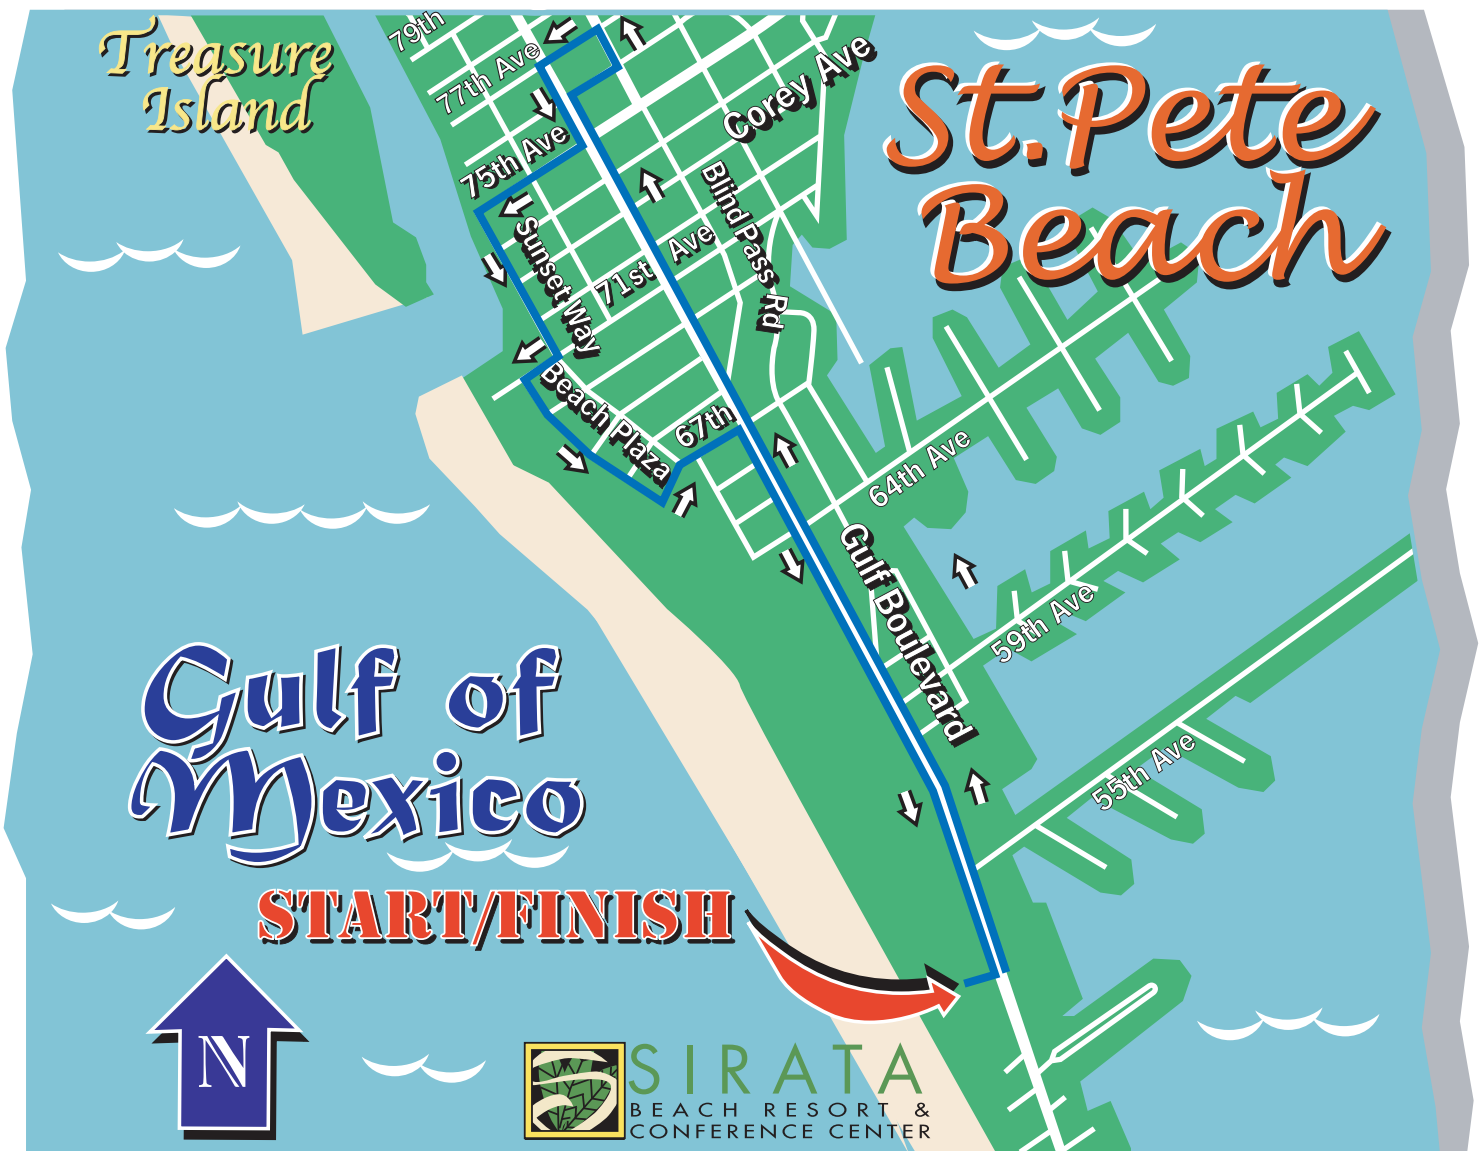 Treasure
Island
79th
77th Ave
75th Ave
Corey Ave
St. Pete
Beach
Blind Pass Rd
Sunset Way
71st Ave
Beach Plaza
67th
64th Ave
Gulf Boulevard
59th Ave
55th Ave
Gulf of
Mexico
START/FINISH
N
SIRATA
BEACH RESORT &
CONFERENCE CENTER